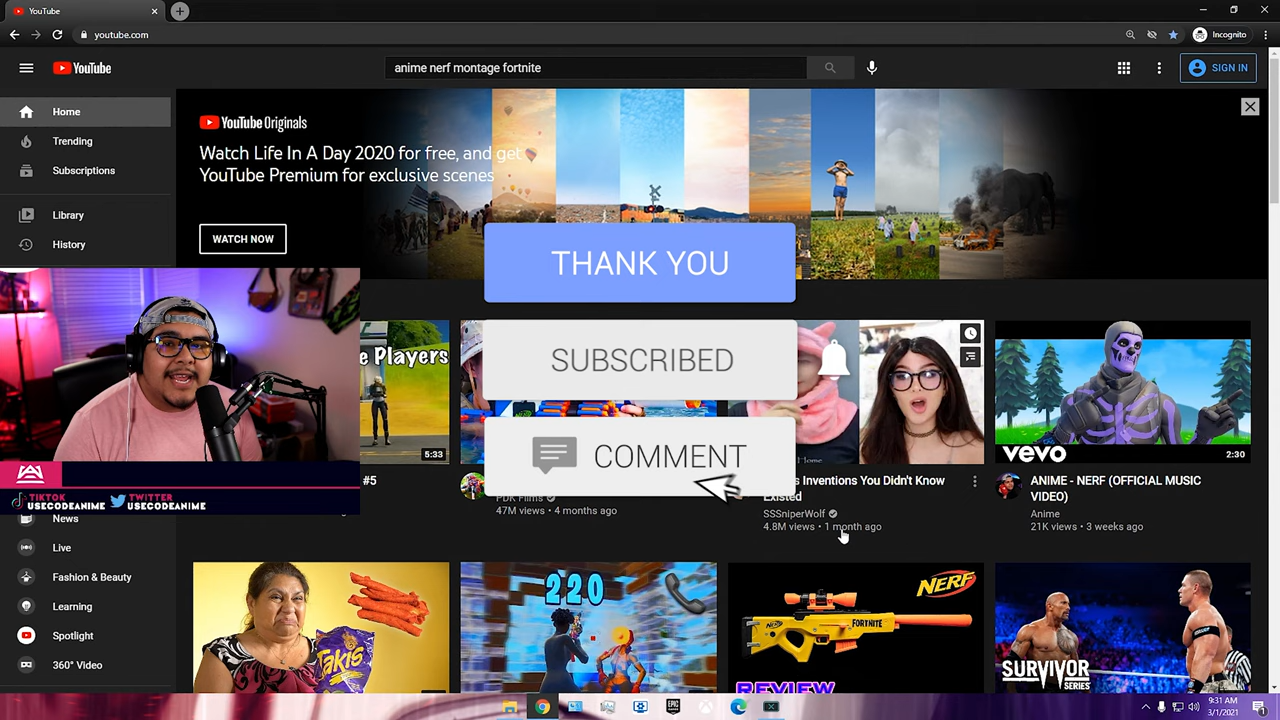 YouTube
youtube.com
Incognito
YouTube
anime nerf montage fortnite
SIGN IN
Home
Trending
Subscriptions
Library
History
YouTube Originals
Watch Life In A Day 2020 for free, and get
YouTube Premium for exclusive scenes
WATCH NOW
THANK YOU
SUBSCRIBED
COMMENT
e Players
5:33
#5
PDK Films
47M views • 4 months ago
Home
s Inventions You Didn't Know
Existed
SSSniperWolf
4.8M views • 1 month ago
vevo
2:30
ANIME - NERF (OFFICIAL MUSIC
VIDEO)
Anime
21K views • 3 weeks ago
TIKTOK
USECODEANIME
TWITTER
USECODEANIME
News
Live
Fashion & Beauty
Learning
Spotlight
360° Video
Takis
220
NERF
FORTNITE
REVIEW
SURVIVOR
SERIES
EPIC
GAMES
9:31 AM
3/1/2021